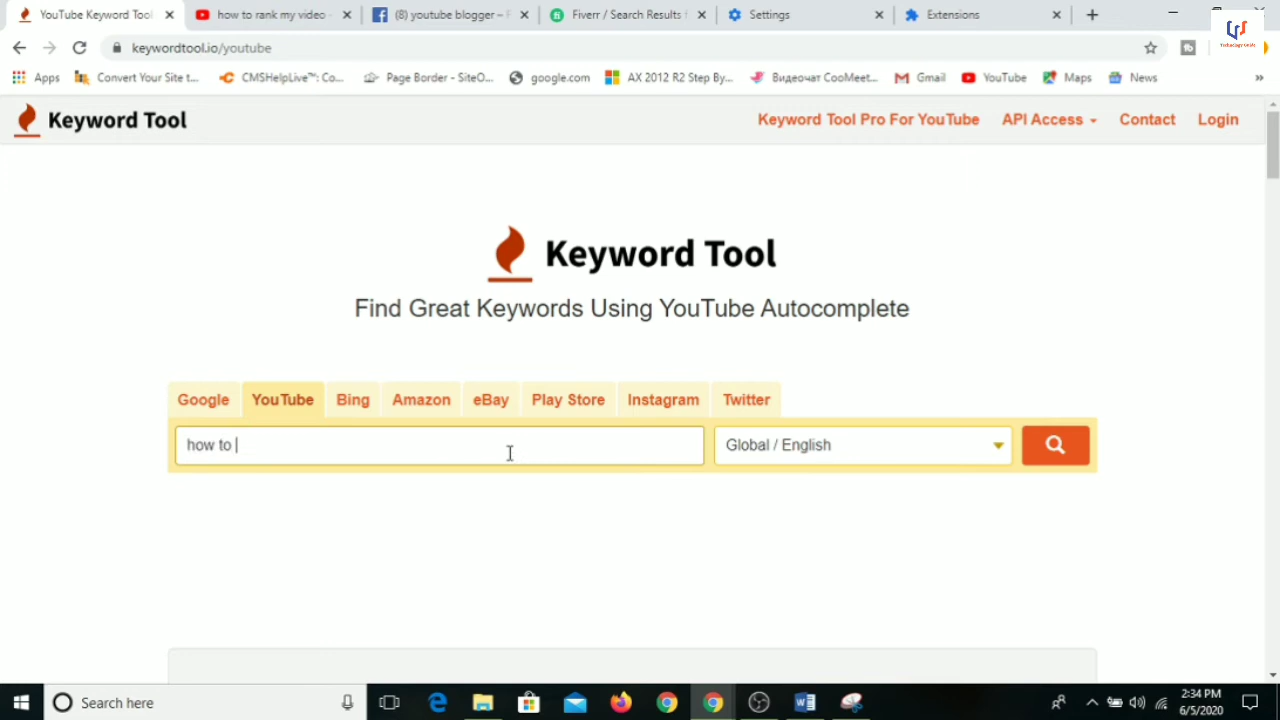 YouTube Keyword Tool
how to rank my video -
(8) youtube blogger – F
Fiverr / Search Results f
Settings
Extensions
keywordtool.io/youtube
Apps
Convert Your Site t...
CMSHelpLive™: Co...
Page Border - SiteO...
google.com
AX 2012 R2 Step By...
Видеочат CooMeet...
Gmail
YouTube
Maps
News
»
Keyword Tool
Keyword Tool Pro For YouTube
API Access
Contact
Login
Keyword Tool
Find Great Keywords Using YouTube Autocomplete
Google
YouTube
Bing
Amazon
eBay
Play Store
Instagram
Twitter
how to
Global / English
Search here
2:34 PM
6/5/2020